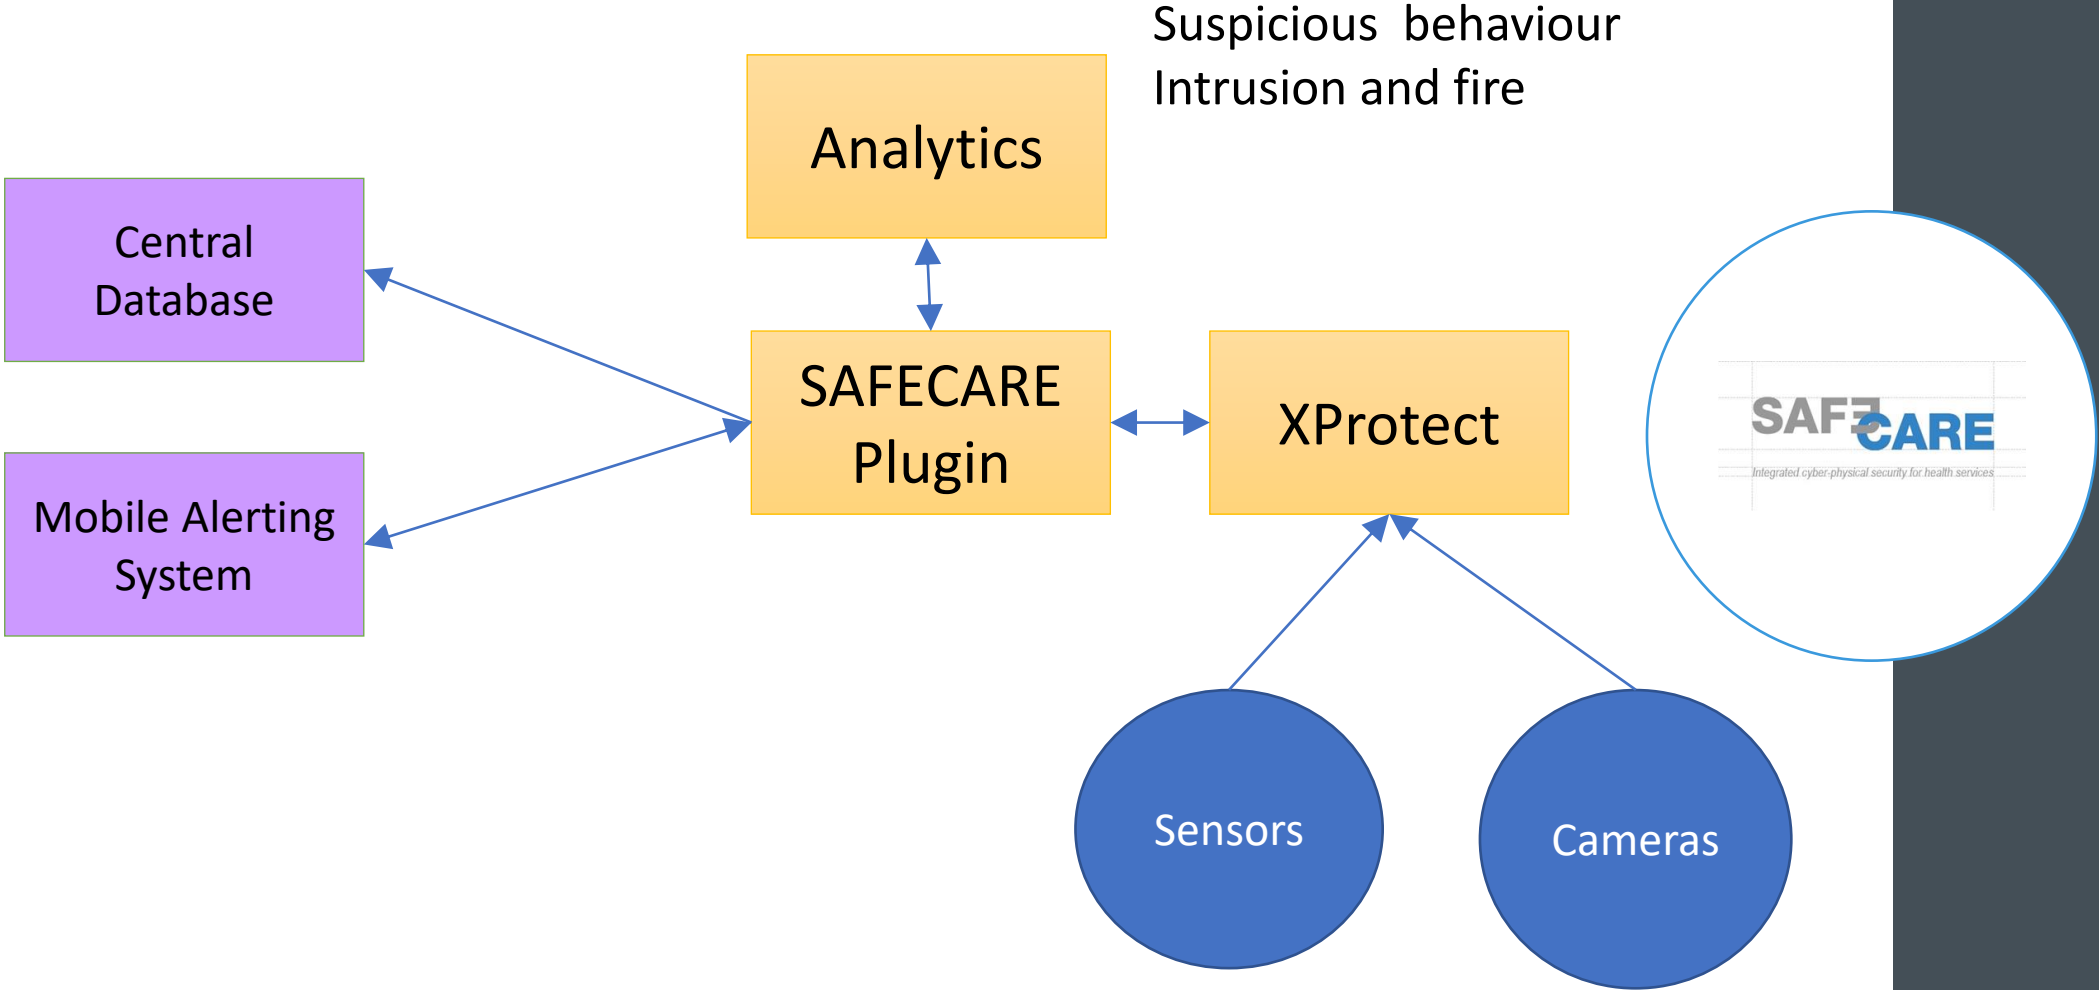 Suspicious  behaviour
Intrusion and fire
Analytics
Central
Database
SAFECARE
Plugin
XProtect
SAFECARE
Integrated cyber-physical security for health services
Mobile Alerting
System
Sensors
Cameras